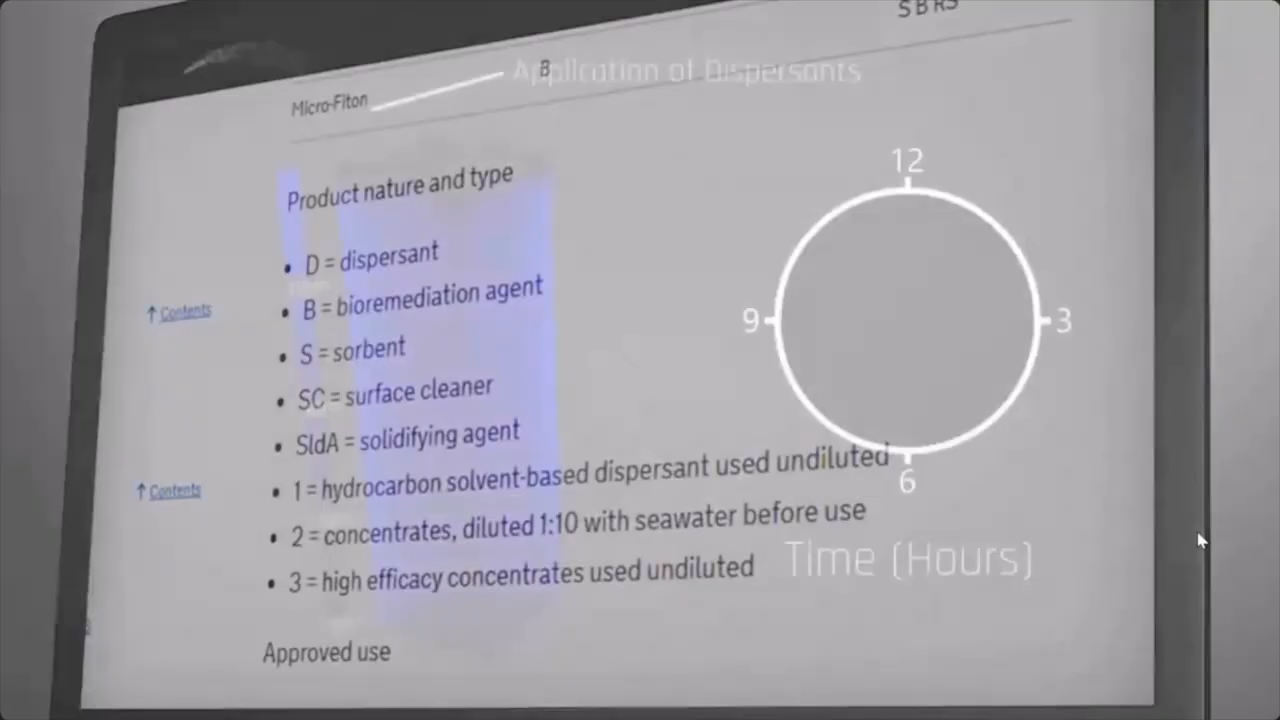 SBRS
Application of Dispersants
B
Micro-Fiton
Product nature and type
• D = dispersant
• B = bioremediation agent
• S = sorbent
• SC = surface cleaner
• SldA = solidifying agent
• 1 = hydrocarbon solvent-based dispersant used undiluted
• 2 = concentrates, diluted 1:10 with seawater before use
• 3 = high efficacy concentrates used undiluted
Approved use
↑ Contents
↑ Contents
12
9
3
6
Time (Hours)